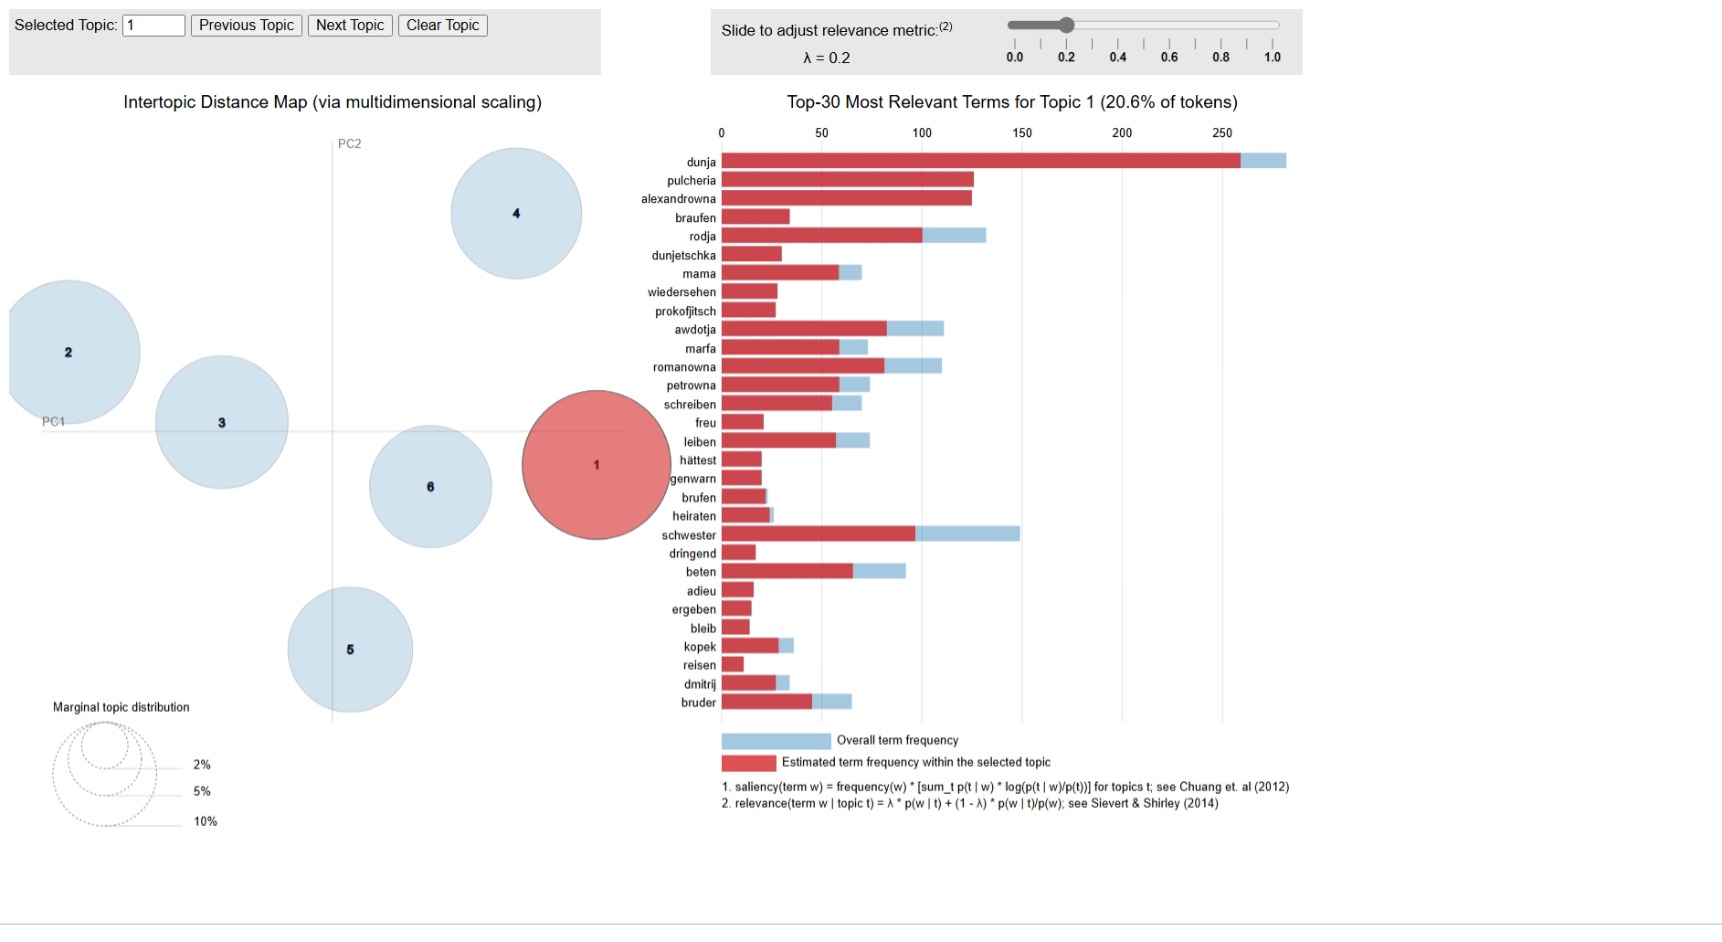 Selected Topic: 1 Previous Topic Next Topic Clear Topic
Slide to adjust relevance metric:(2)
λ = 0.2
0.0 0.2 0.4 0.6 0.8 1.0
Intertopic Distance Map (via multidimensional scaling)
PC2
4
2
PC1
3
6
1
5
Marginal topic distribution
2%
5%
10%
Top-30 Most Relevant Terms for Topic 1 (20.6% of tokens)
0 50 100 150 200 250
dunja
pulcheria
alexandrowna
braufen
rodja
dunjetschka
mama
wiedersehen
prokofjitsch
awdotja
marfa
romanowna
petrowna
schreiben
freu
leiben
hättest
genwarn
brufen
heiraten
schwester
dringend
beten
adieu
ergeben
bleib
kopek
reisen
dmitrij
bruder
Overall term frequency
Estimated term frequency within the selected topic
1. saliency(term w) = frequency(w) * [sum_t p(t | w) * log(p(t | w)/p(t))] for topics t; see Chuang et. al (2012)
2. relevance(term w | topic t) = λ * p(w | t) + (1 - λ) * p(w | t)/p(w); see Sievert & Shirley (2014)